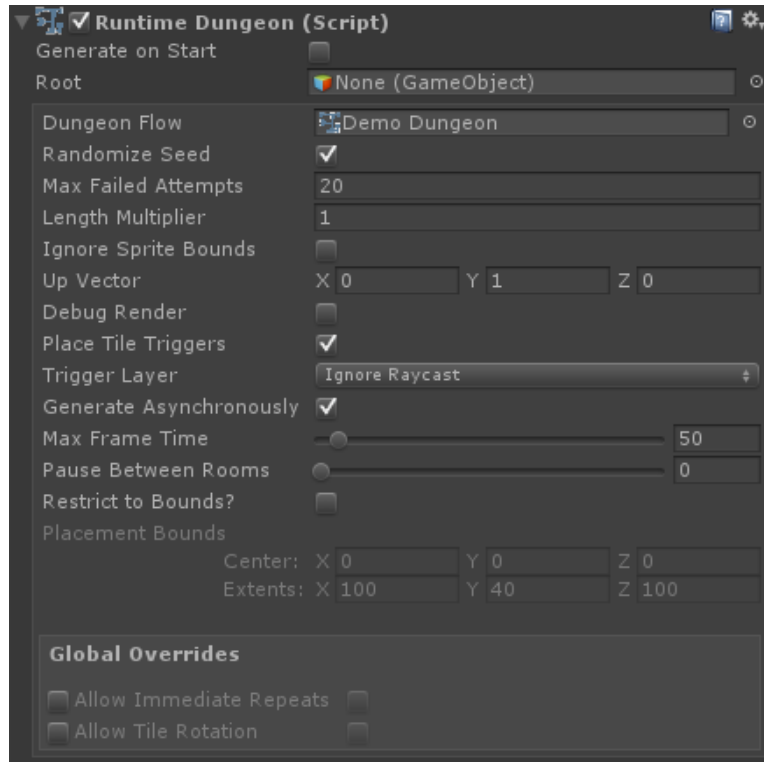 Runtime Dungeon (Script)
Generate on Start
Root None (GameObject)
Dungeon Flow Demo Dungeon
Randomize Seed
Max Failed Attempts 20
Length Multiplier 1
Ignore Sprite Bounds
Up Vector X 0 Y 1 Z 0
Debug Render
Place Tile Triggers
Trigger Layer Ignore Raycast
Generate Asynchronously
Max Frame Time 50
Pause Between Rooms 0
Restrict to Bounds?
Placement Bounds
Center: X 0 Y 0 Z 0
Extents: X 100 Y 40 Z 100
Global Overrides
Allow Immediate Repeats
Allow Tile Rotation